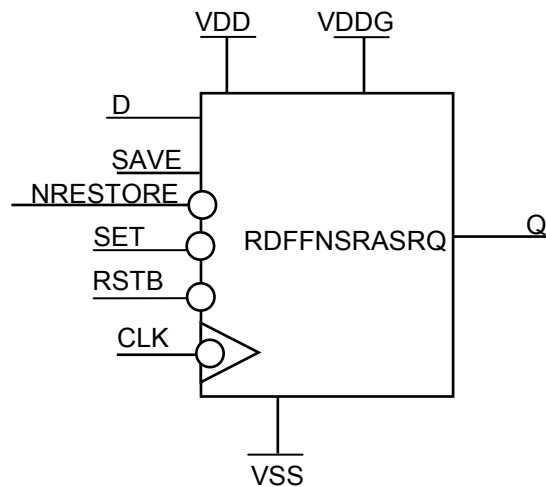 VDD VDDG
D
SAVE
NRESTORE
SET
RSTB
CLK
RDFFNSRASRQ
Q
VSS